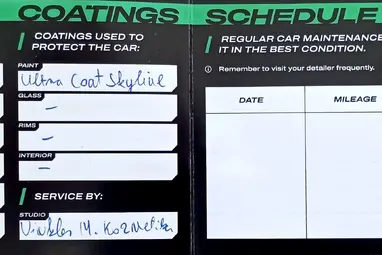 COATINGS
COATINGS USED TO
PROTECT THE CAR:
PAINT
Ultra Coat Skyline
GLASS
-
RIMS
-
INTERIOR
-
SERVICE BY:
STUDIO
M. Kozmetika
SCHEDULE
REGULAR CAR MAINTENANCE
IT IN THE BEST CONDITION.
Remember to visit your detailer frequently.
DATE
MILEAGE